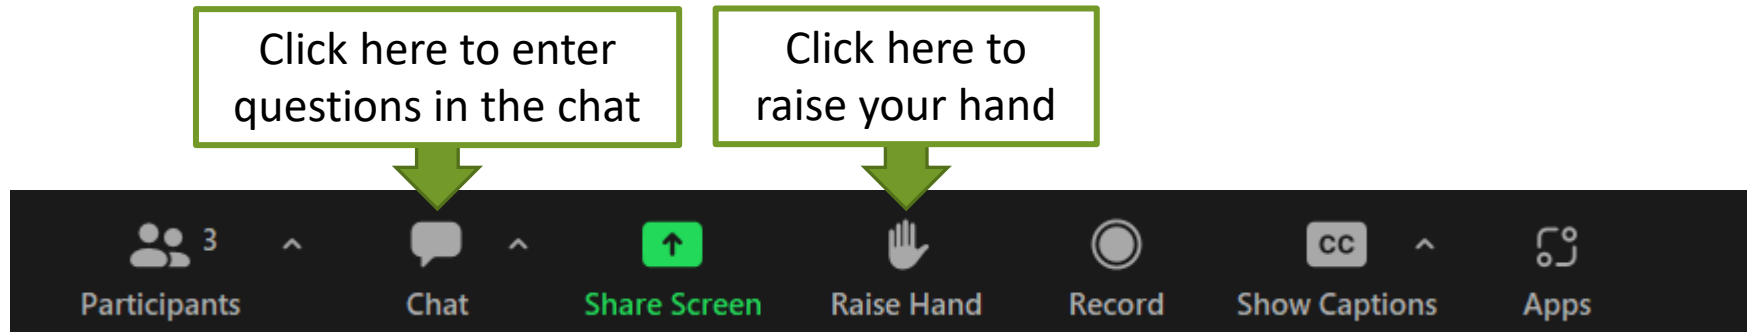 Click here to enter
questions in the chat
Click here to
raise your hand
3
Participants
Chat
Share Screen
Raise Hand
Record
CC
Show Captions
Apps